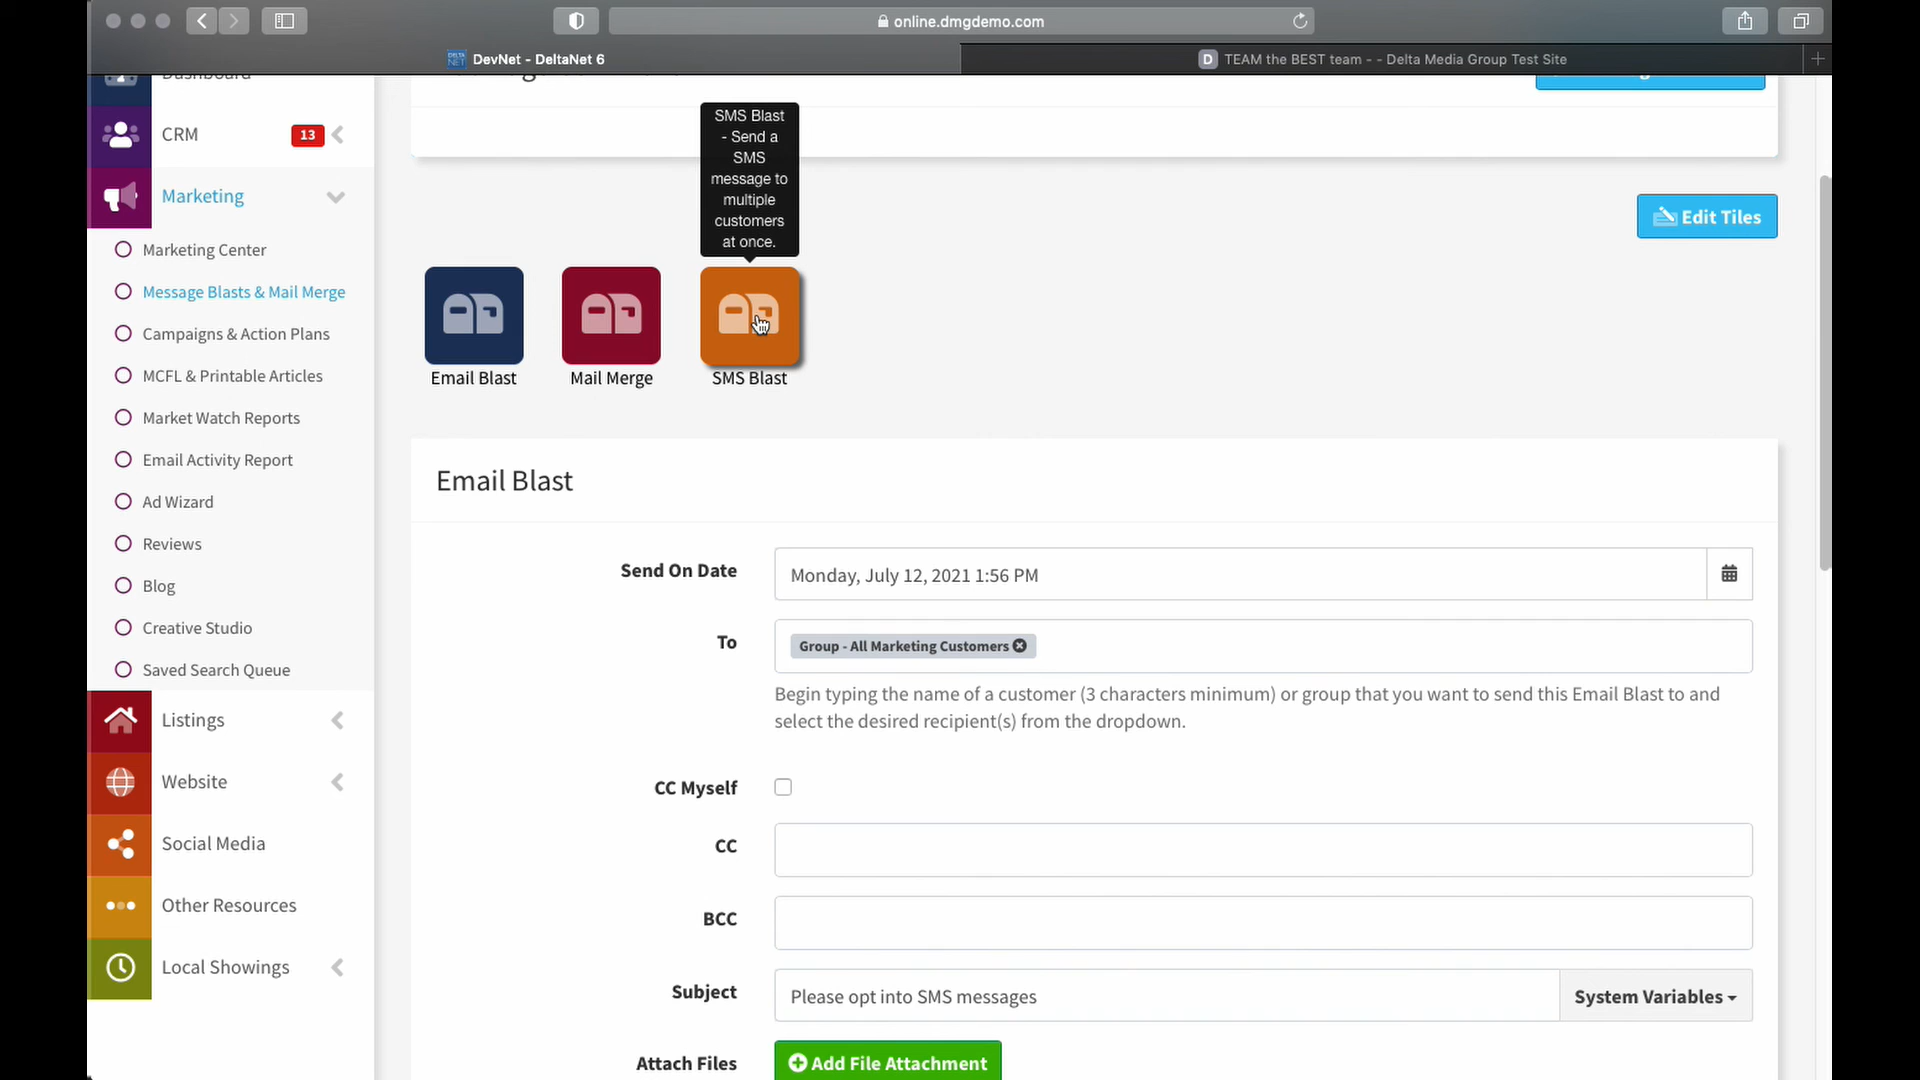 online.dmgdemo.com
DevNet - DeltaNet 6
TEAM the BEST team - - Delta Media Group Test Site
Dashboard
CRM
13
Marketing
Marketing Center
Message Blasts & Mail Merge
Campaigns & Action Plans
MCFL & Printable Articles
Market Watch Reports
Email Activity Report
Ad Wizard
Reviews
Blog
Creative Studio
Saved Search Queue
Listings
Website
Social Media
Other Resources
Local Showings
SMS Blast
- Send a
SMS
message to
multiple
customers
at once.
Edit Tiles
Email Blast
Mail Merge
SMS Blast
Email Blast
Send On Date
Monday, July 12, 2021 1:56 PM
To
Group - All Marketing Customers
Begin typing the name of a customer (3 characters minimum) or group that you want to send this Email Blast to and
select the desired recipient(s) from the dropdown.
CC Myself
CC
BCC
Subject
Please opt into SMS messages
System Variables
Attach Files
Add File Attachment